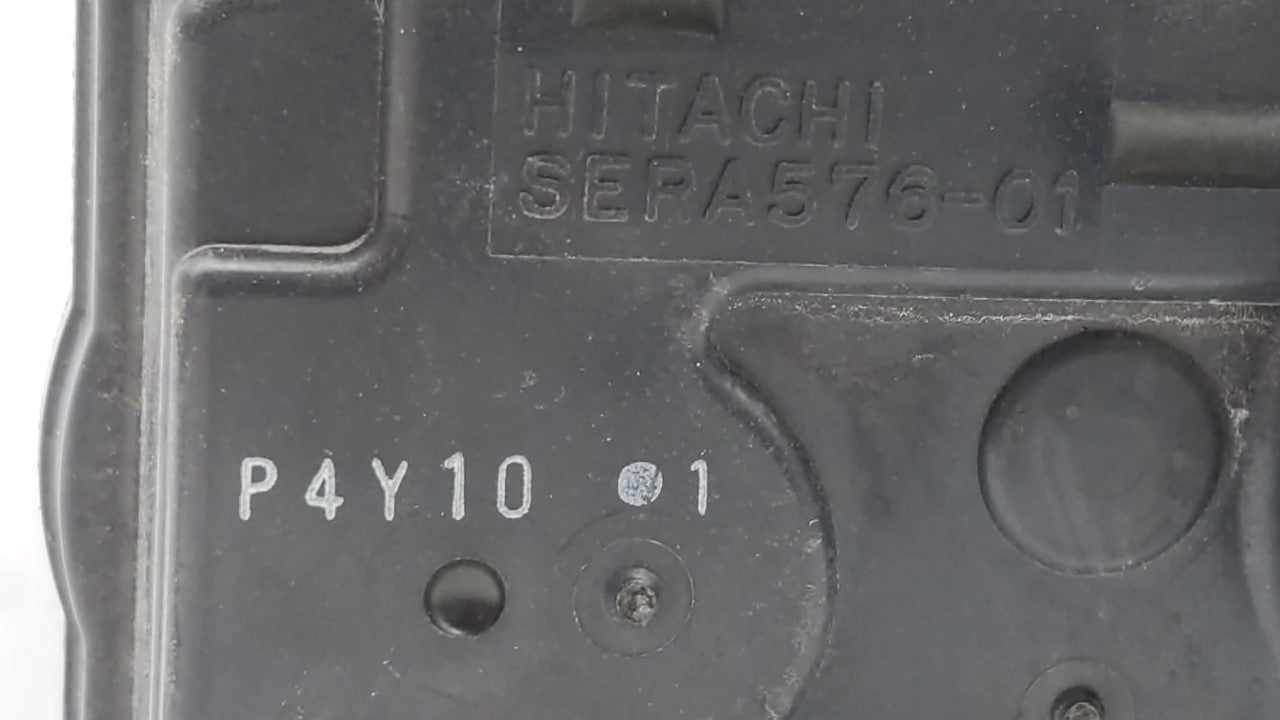 HITACHI
SERA576-01
P4Y10 ●1